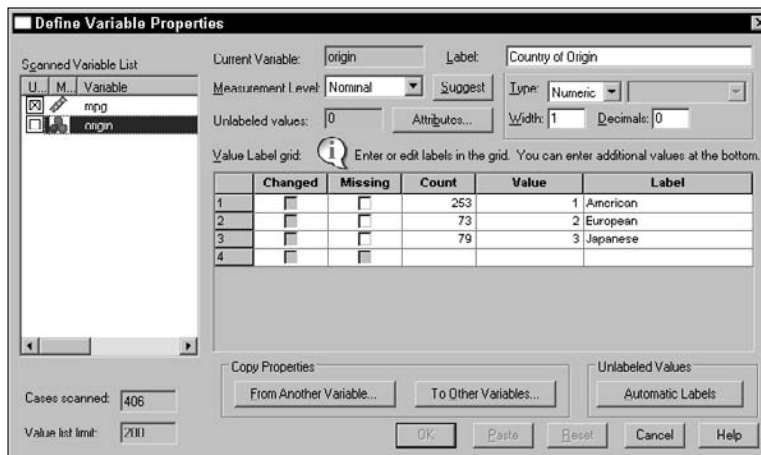 Define Variable Properties
Scanned Variable List
U... M... Variable
mpg
origin
Cases scanned: 406
Value list limit: 200
Current Variable: origin Label: Country of Origin
Measurement Level: Nominal Suggest Type: Numeric
Unlabeled values: 0 Attributes... Width: 1 Decimals: 0
Value Label grid: Enter or edit labels in the grid. You can enter additional values at the bottom.
Changed Missing Count Value Label
1 253 1 American
2 73 2 European
3 79 3 Japanese
4
Copy Properties
From Another Variable... To Other Variables...
Unlabeled Values
Automatic Labels
OK Paste Reset Cancel Help